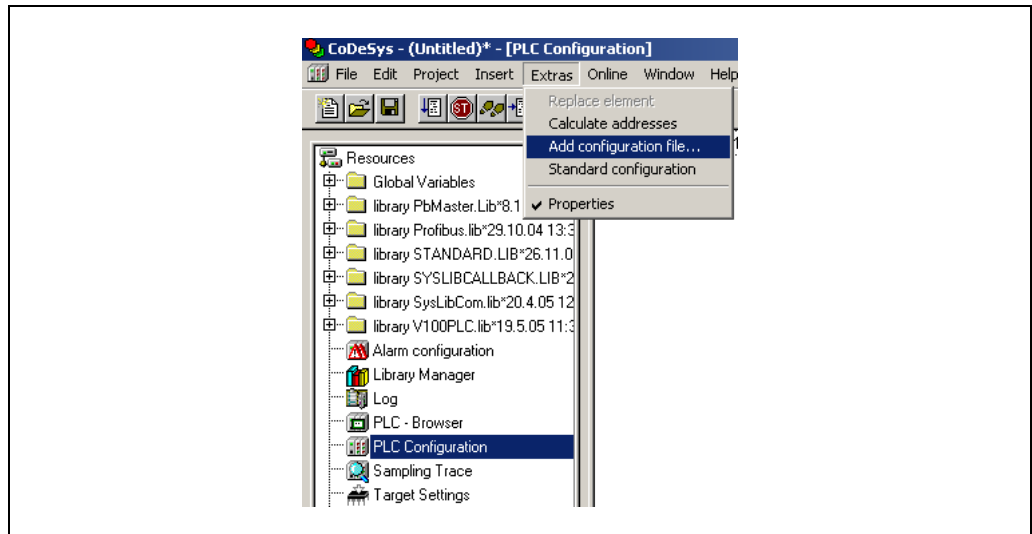 CoDeSys - (Untitled)* - [PLC Configuration]
File Edit Project Insert Extras Online Window Help
Replace element
Calculate addresses
Add configuration file...
Standard configuration
Properties
Resources
Global Variables
library PbMaster.Lib*8.1
library Profibus.lib*29.10.04 13:3
library STANDARD.LIB*26.11.0
library SYSLIBCALLBACK.LIB*2
library SysLibCom.lib*20.4.05 12
library V100PLC.lib*19.5.05 11:3
Alarm configuration
Library Manager
Log
PLC - Browser
PLC Configuration
Sampling Trace
Target Settings